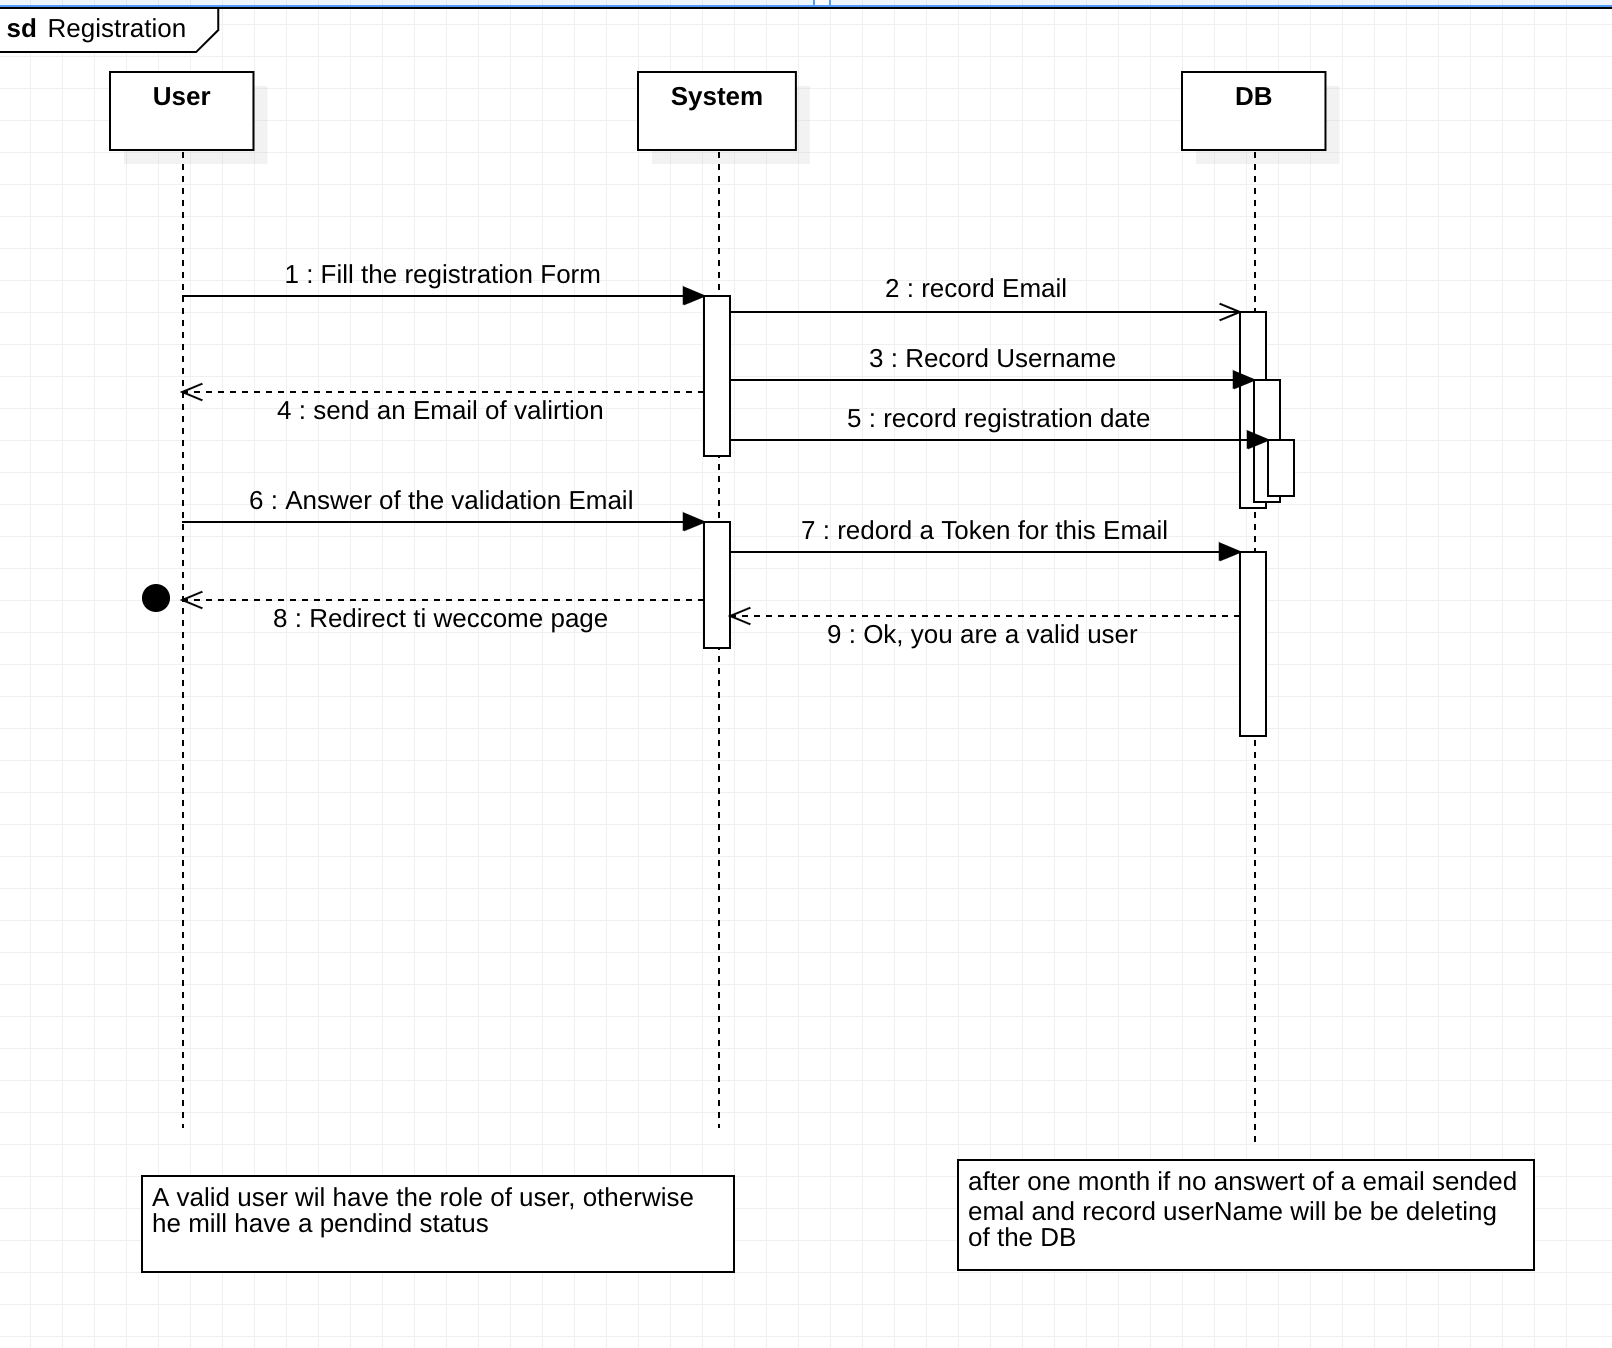 sd Registration
User
System
DB
1 : Fill the registration Form
2 : record Email
3 : Record Username
4 : send an Email of valirtion
5 : record registration date
6 : Answer of the validation Email
7 : redord a Token for this Email
8 : Redirect ti weccome page
9 : Ok, you are a valid user
A valid user wil have the role of user, otherwise
he mill have a pendind status
after one month if no answert of a email sended
emal and record userName will be be deleting
of the DB